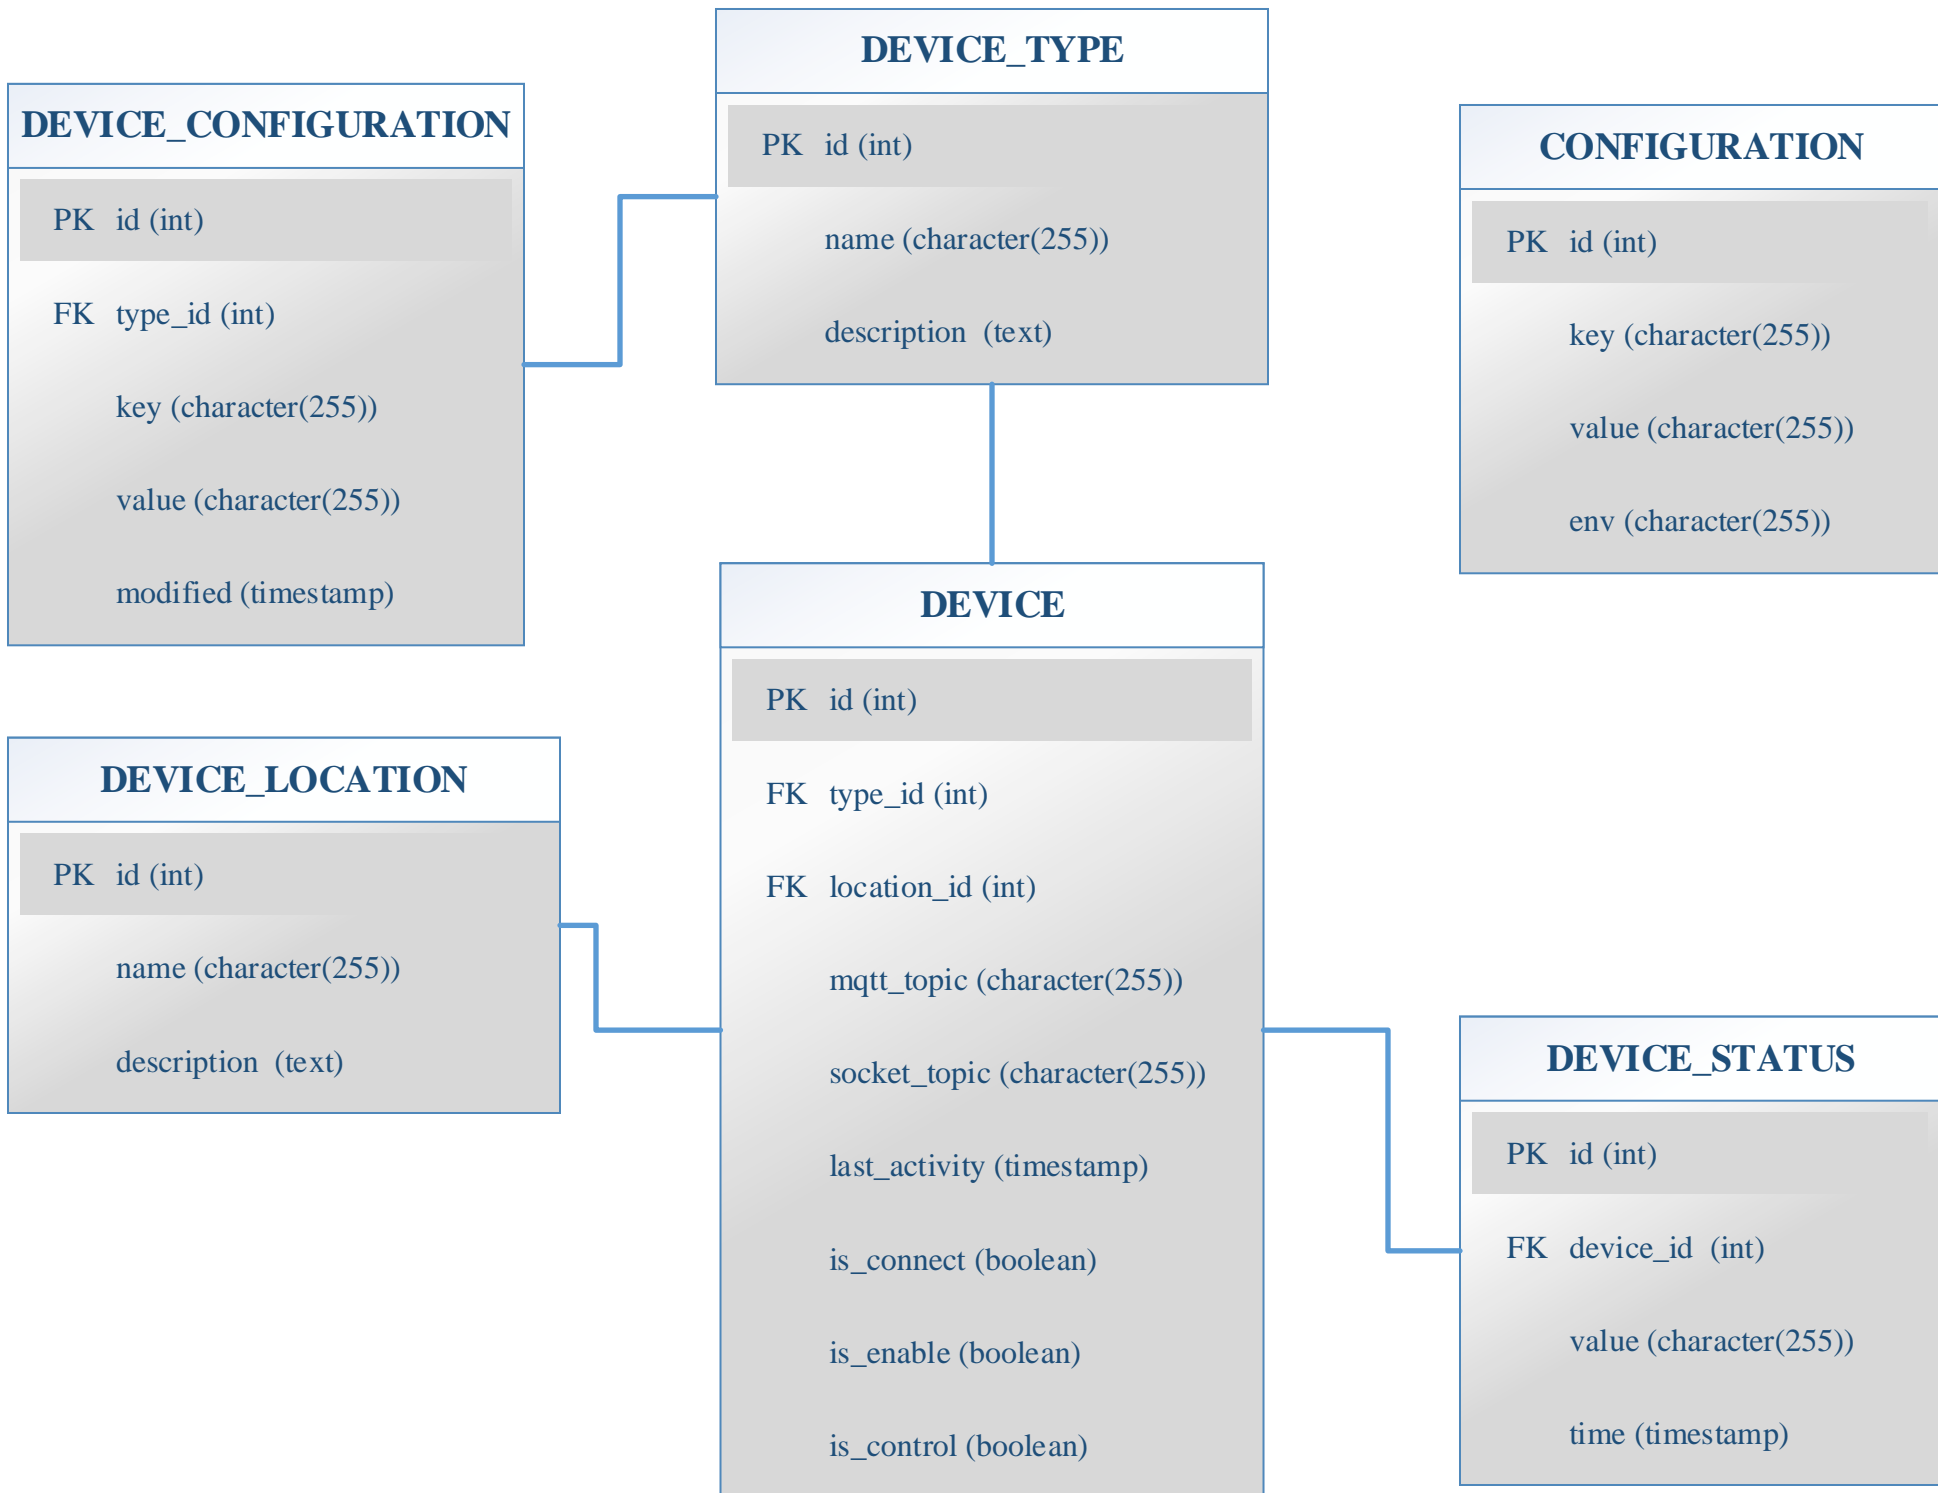 DEVICE_TYPE
PK id (int)
name (character(255))
description (text)
DEVICE_CONFIGURATION
PK id (int)
FK type_id (int)
key (character(255))
value (character(255))
modified (timestamp)
CONFIGURATION
PK id (int)
key (character(255))
value (character(255))
env (character(255))
DEVICE
PK id (int)
FK type_id (int)
FK location_id (int)
mqtt_topic (character(255))
socket_topic (character(255))
last_activity (timestamp)
is_connect (boolean)
is_enable (boolean)
is_control (boolean)
DEVICE_LOCATION
PK id (int)
name (character(255))
description (text)
DEVICE_STATUS
PK id (int)
FK device_id (int)
value (character(255))
time (timestamp)